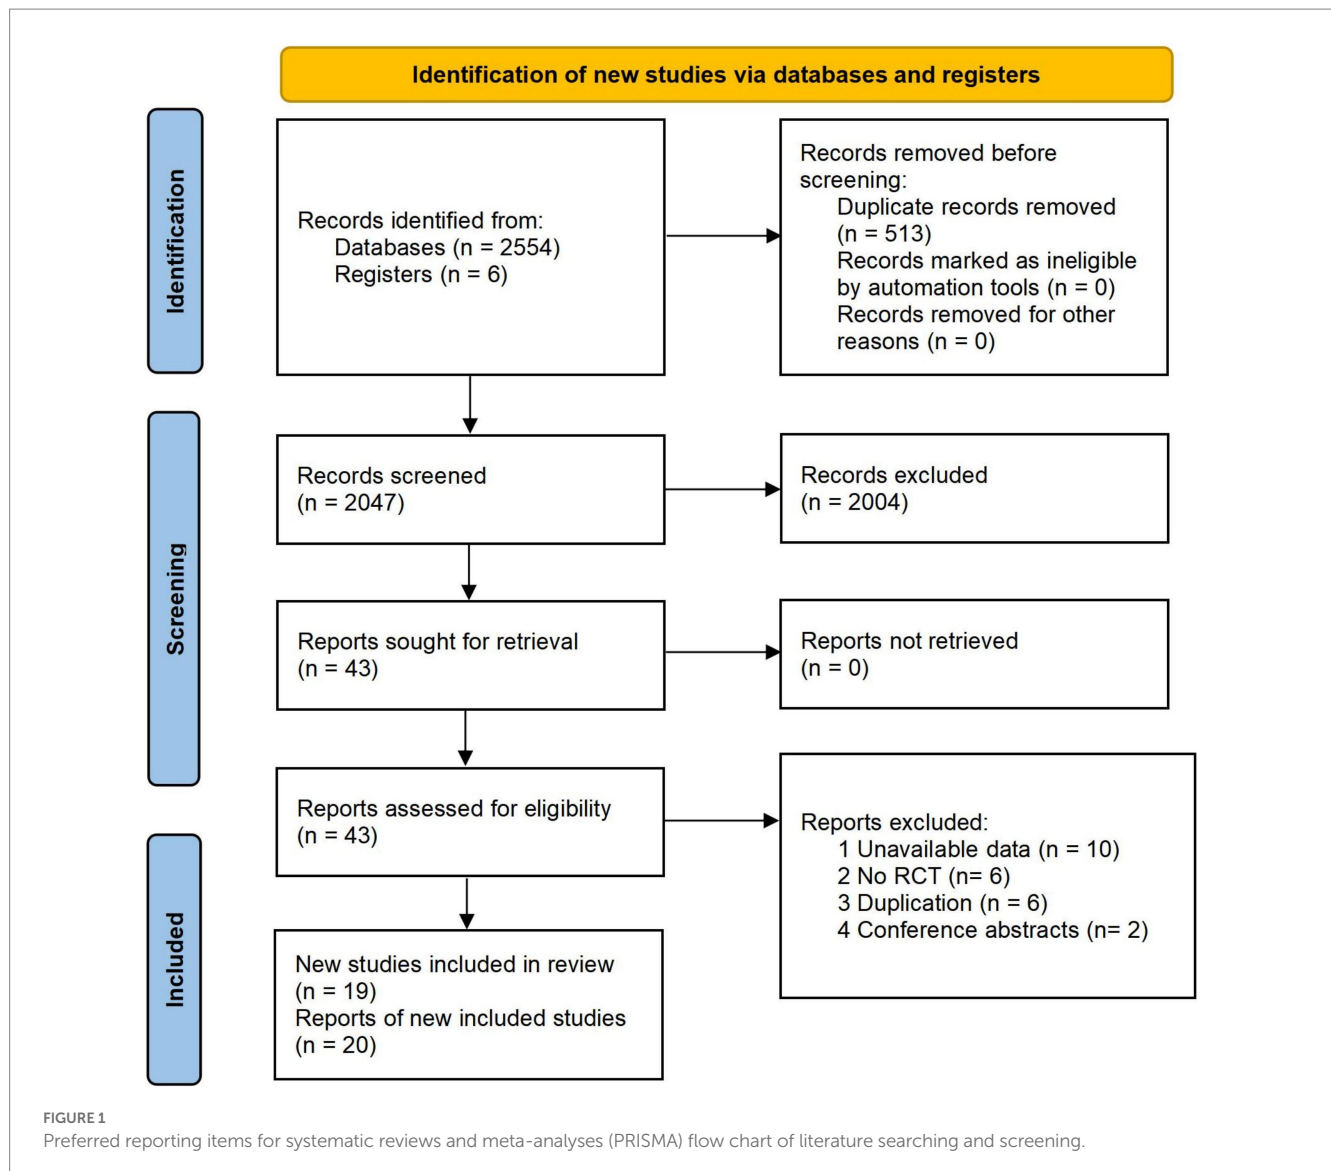 Identification of new studies via databases and registers
Identification
Records identified from:
Databases (n = 2554)
Registers (n = 6)
Records removed before
screening:
Duplicate records removed
(n = 513)
Records marked as ineligible
by automation tools (n = 0)
Records removed for other
reasons (n = 0)
Screening
Records screened
(n = 2047)
Records excluded
(n = 2004)
Reports sought for retrieval
(n = 43)
Reports not retrieved
(n = 0)
Reports assessed for eligibility
(n = 43)
Reports excluded:
1 Unavailable data (n = 10)
2 No RCT (n= 6)
3 Duplication (n = 6)
4 Conference abstracts (n= 2)
Included
New studies included in review
(n = 19)
Reports of new included studies
(n = 20)
FIGURE 1
Preferred reporting items for systematic reviews and meta-analyses (PRISMA) flow chart of literature searching and screening.